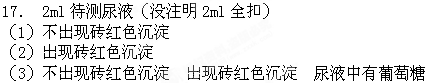 17. 2ml 待测尿液（没注明 2ml 全扣）
（1）不出现砖红色沉淀
（2）出现砖红色沉淀
（3）不出现砖红色沉淀 出现砖红色沉淀 尿液中有葡萄糖